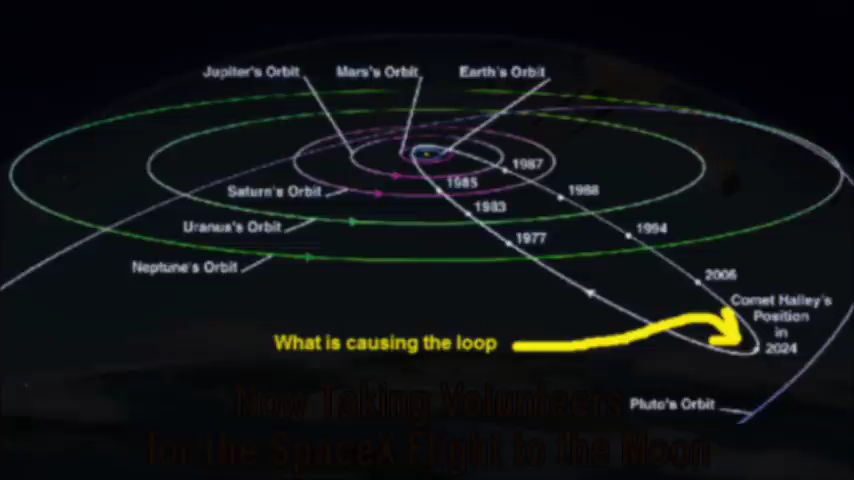 Jupiter's Orbit
Mars's Orbit
Earth's Orbit
1987
Saturn's Orbit
1985
1988
1983
Uranus's Orbit
1977
1994
Neptune's Orbit
Comet Halley's
Position
in
2024
What is causing the loop
Pluto's Orbit
Now Taking Volunteers
for the SpaceX Flight to the Moon